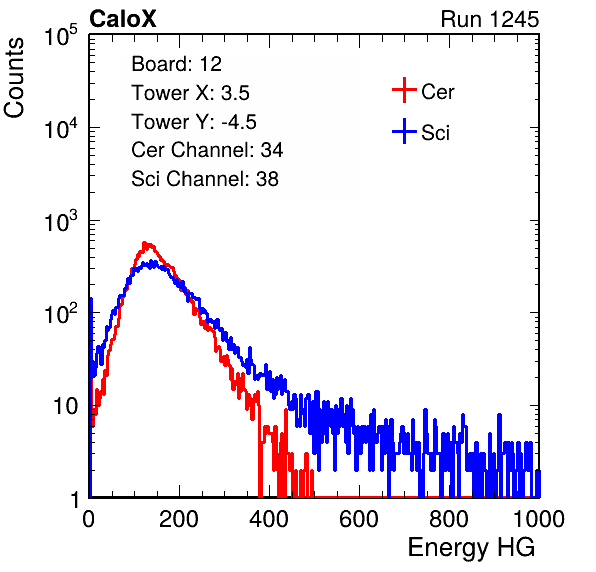 CaloX Run 1245
Counts
Board: 12
Tower X: 3.5
Tower Y: -4.5
Cer Channel: 34
Sci Channel: 38
Cer
Sci
10^5
10^4
10^3
10^2
10
1
0 200 400 600 800 1000
Energy HG